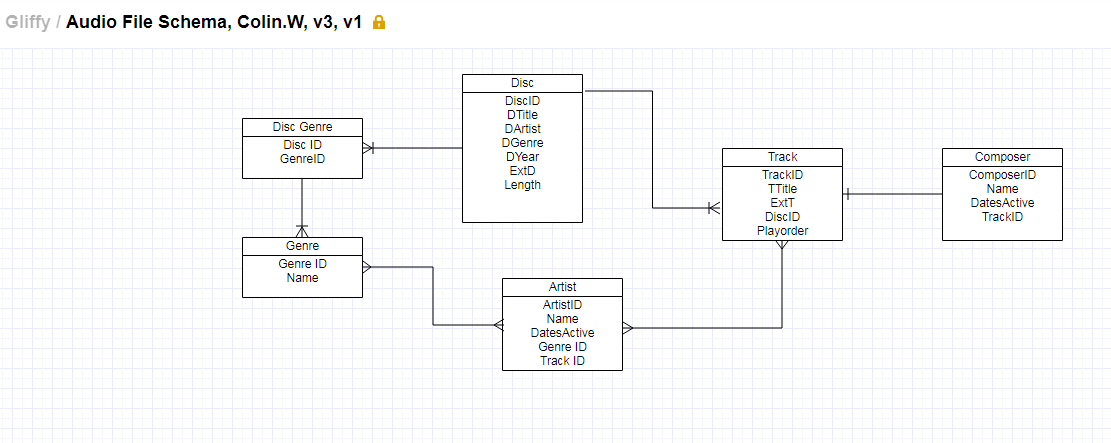 Gliffy / Audio File Schema, Colin.W, v3, v1
Disc
DiscID
DTitle
DArtist
DGenre
DYear
ExtD
Length
Disc Genre
Disc ID
GenreID
Genre
Genre ID
Name
Artist
ArtistID
Name
DatesActive
Genre ID
Track ID
Track
TrackID
TTitle
ExtT
DiscID
Playorder
Composer
ComposerID
Name
DatesActive
TrackID